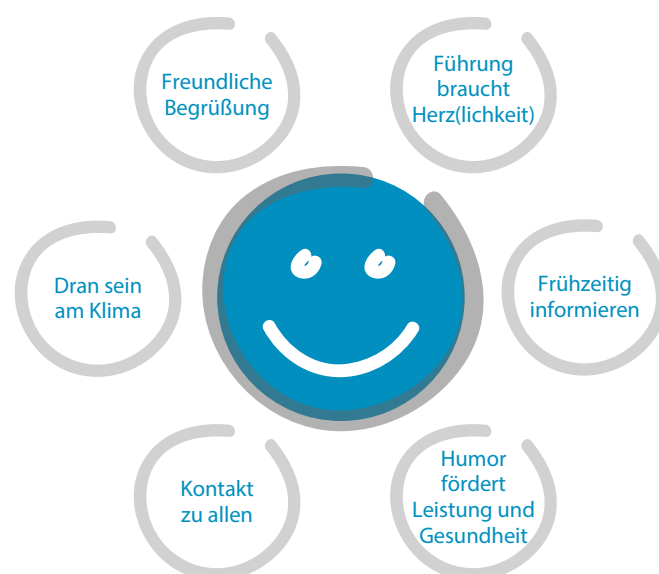 Freundliche
Begrüßung
Führung
braucht
Herz(lichkeit)
Dran sein
am Klima
Frühzeitig
informieren
Kontakt
zu allen
Humor
fördert
Leistung und
Gesundheit